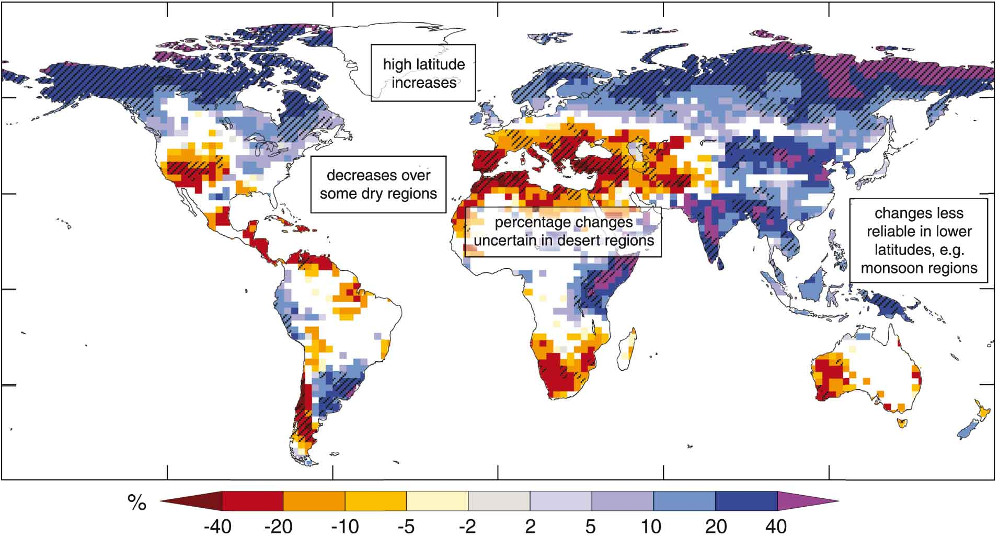 high latitude
increases
decreases over
some dry regions
percentage changes
uncertain in desert regions
changes less
reliable in lower
latitudes, e.g.
monsoon regions
%
-40 -20 -10 -5 -2 2 5 10 20 40